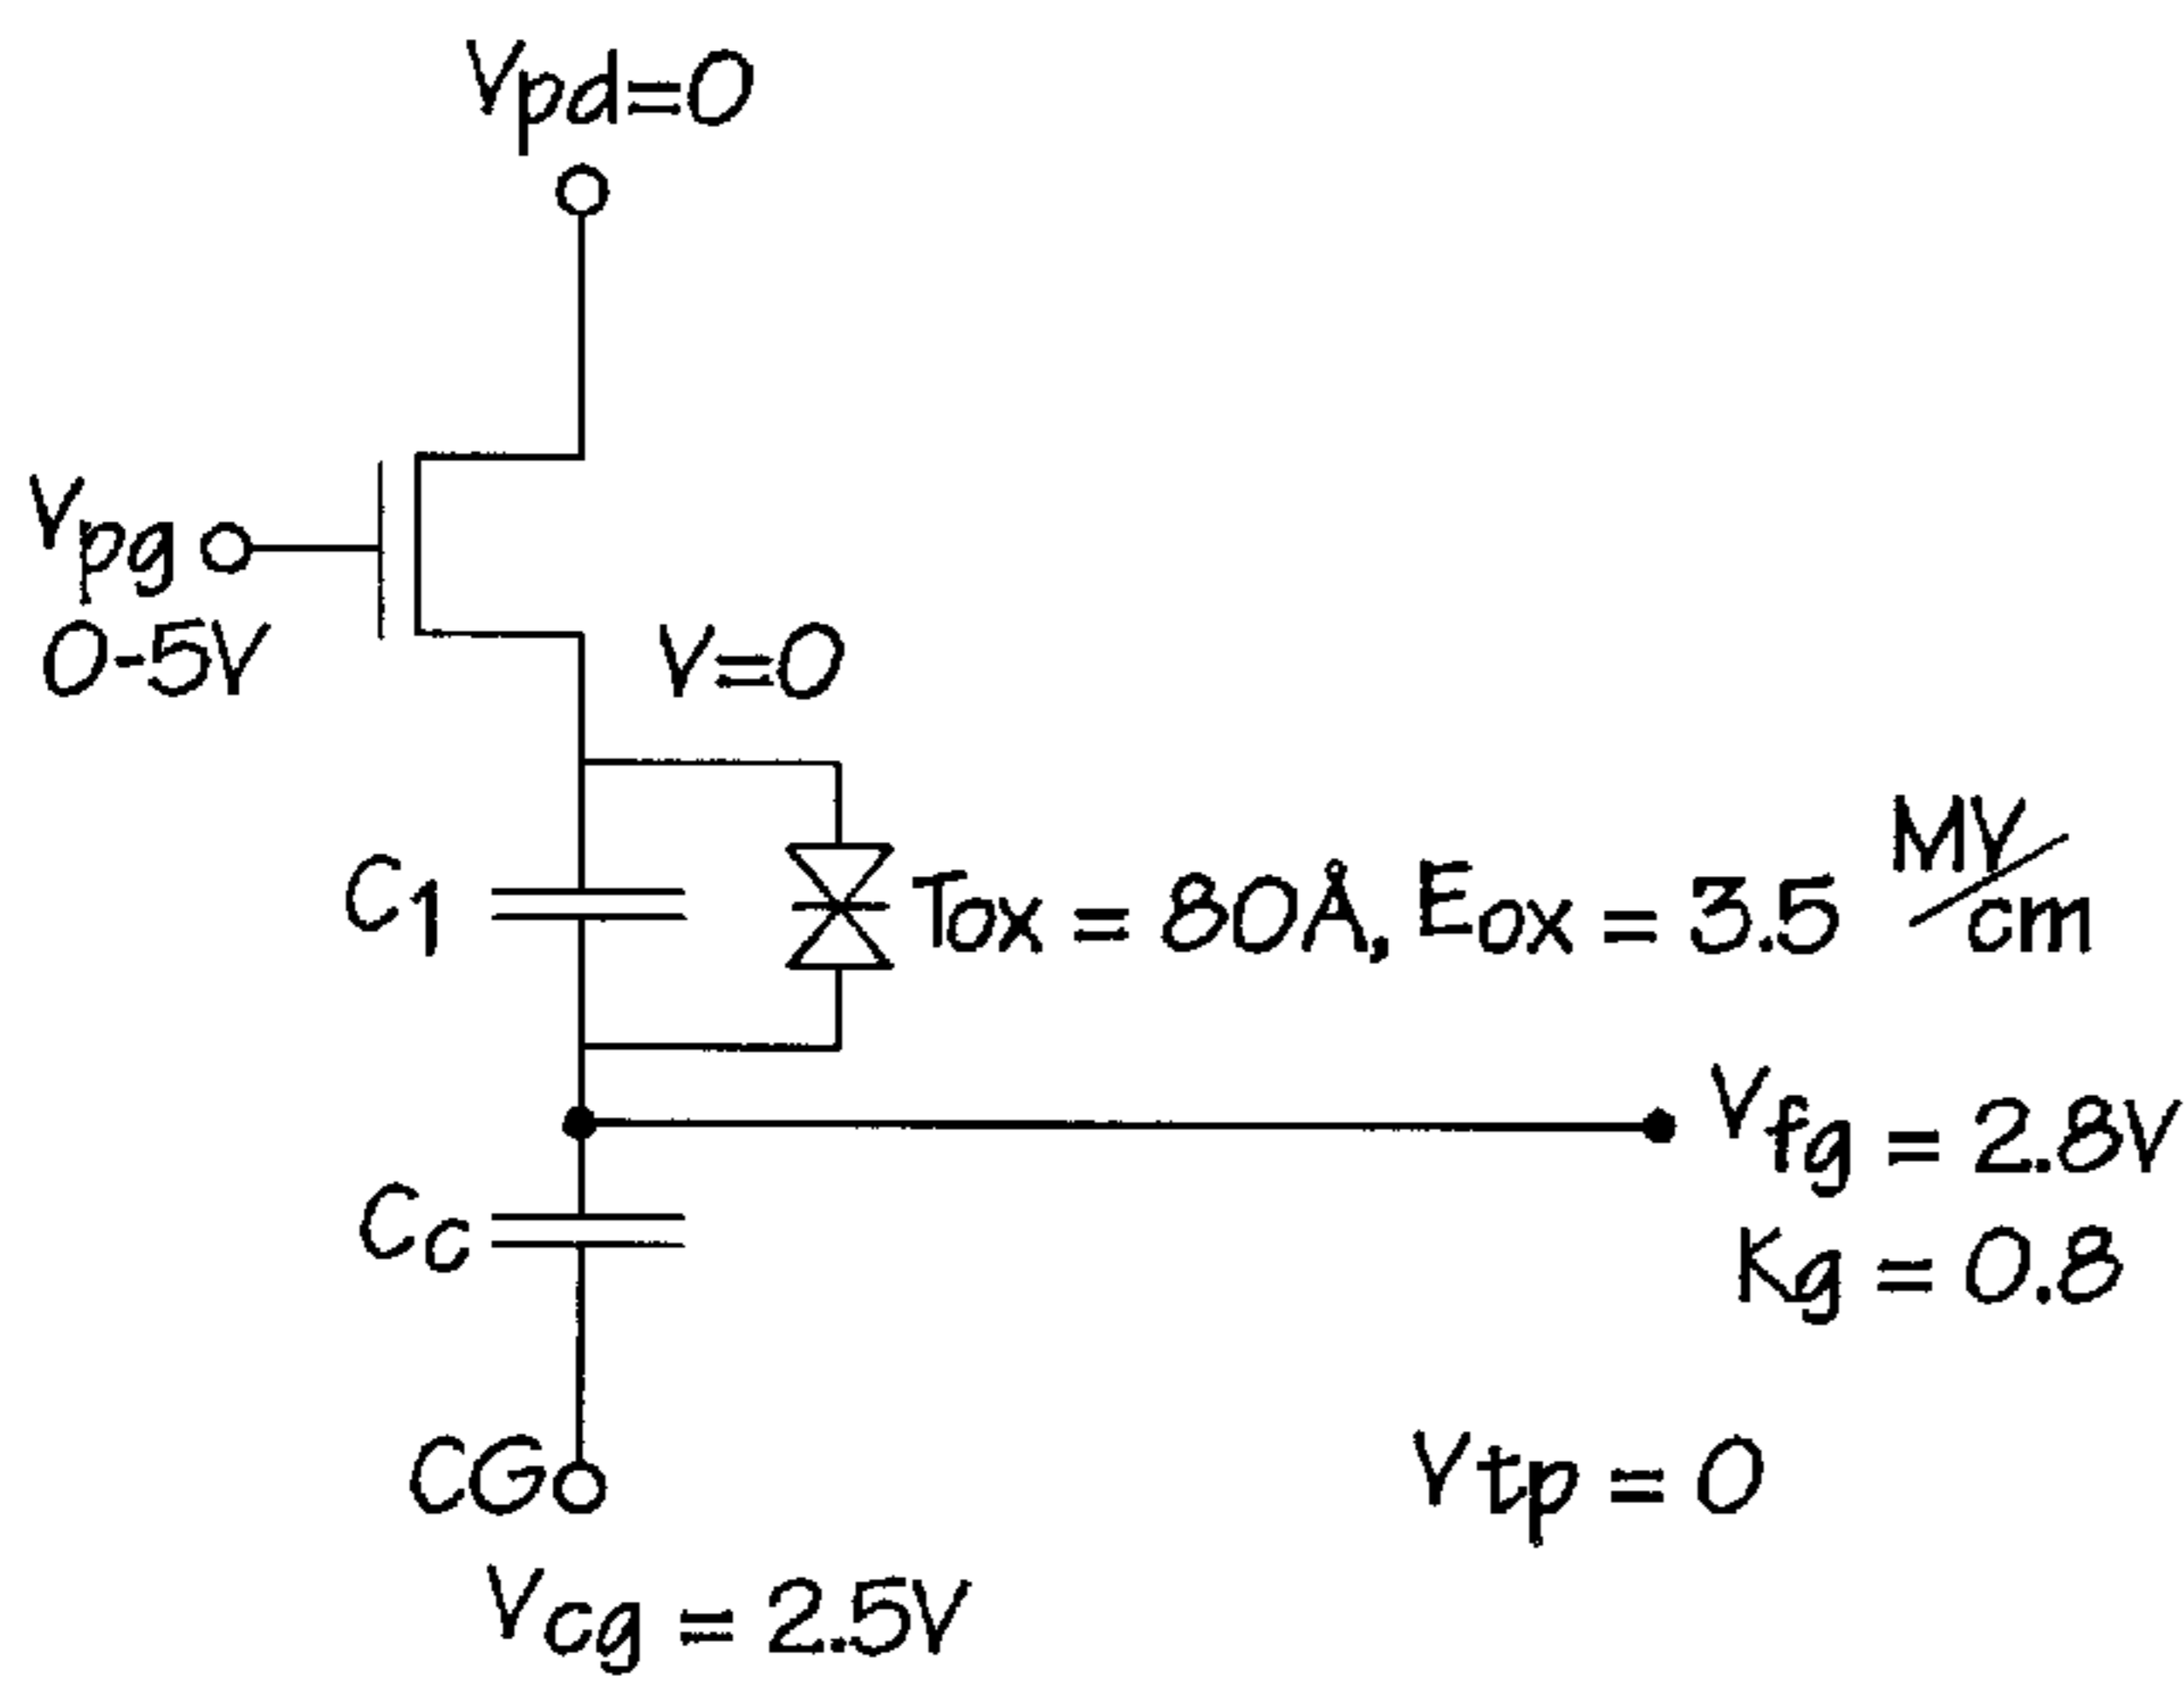 Vpd=0
Vpg
0-5V
V=0
C1
Tox = 80Å, Eox = 3.5 MV/cm
Vfg = 2.8V
Cc
Kg = 0.8
CG
Vtp = 0
Vcg = 2.5V